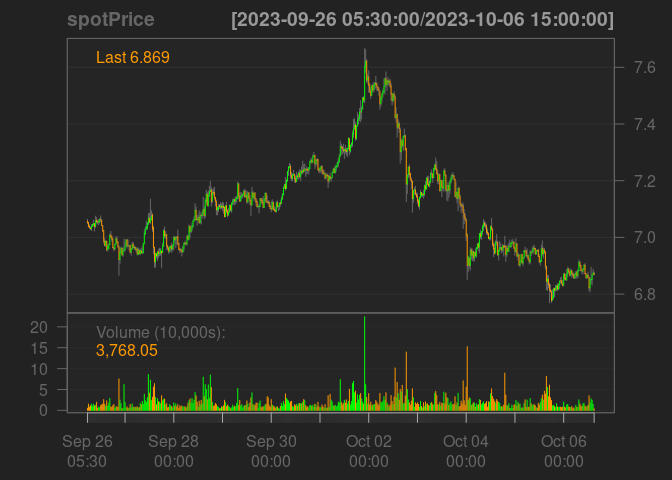 spotPrice [2023-09-26 05:30:00/2023-10-06 15:00:00]
Last 6.869
7.6
7.4
7.2
7.0
6.8
Volume (10,000s):
3,768.05
20
15
10
5
0
Sep 26 Sep 28 Sep 30 Oct 02 Oct 04 Oct 06
05:30 00:00 00:00 00:00 00:00 00:00